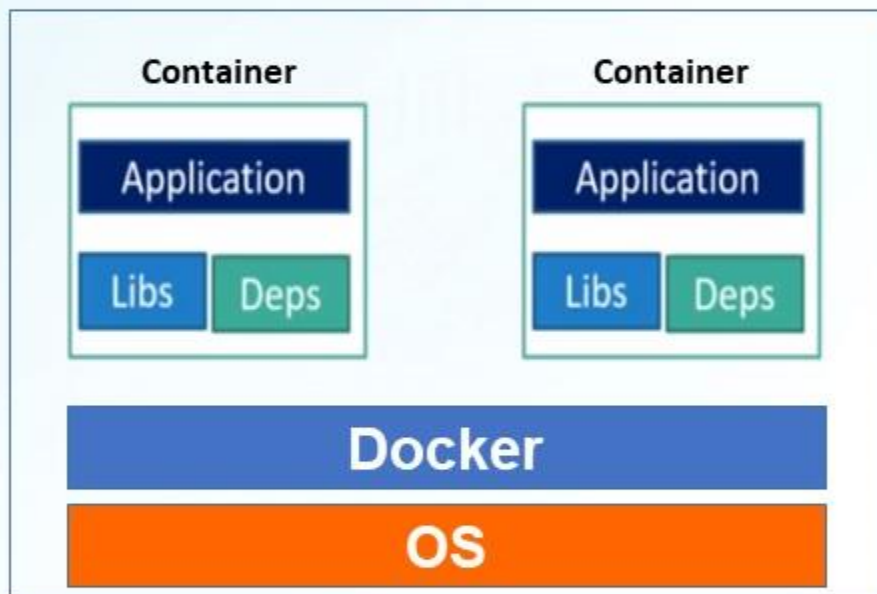 Container Container
Application Application
Libs Deps Libs Deps
Docker
OS